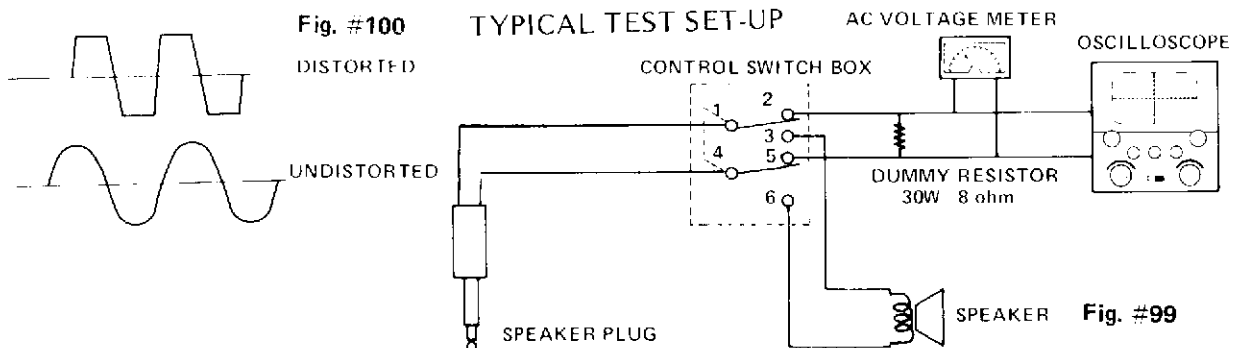 Fig. #100
TYPICAL TEST SET-UP
AC VOLTAGE METER
OSCILLOSCOPE
DISTORTED
CONTROL SWITCH BOX
1
2
3
4
5
6
UNDISTORTED
DUMMY RESISTOR
30W 8 ohm
SPEAKER PLUG
SPEAKER
Fig. #99